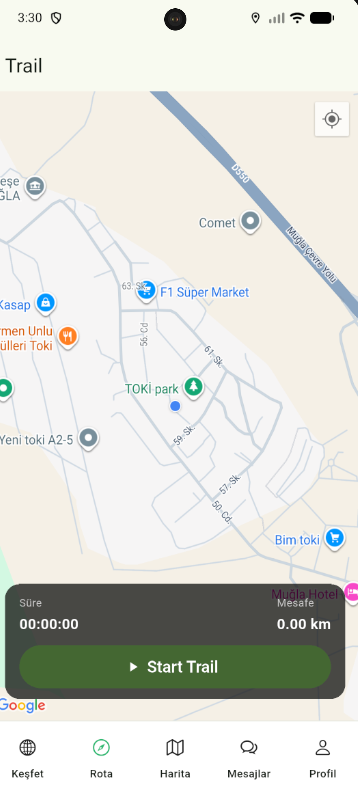 3:30
Trail
eşe
ĞLA
D550
Comet
Muğla Çevre Yolu
63. Sk.
F1 Süper Market
Kasap
56. Cd.
rmen Unlu
ülleri Toki
61. Sk.
TOKİ park
59. Sk.
Yeni toki A2-5
57. Sk.
50. Cd.
Bim toki
Muğla Hotel
Süre
Mesafe
00:00:00
0.00 km
Start Trail
Google
Keşfet
Rota
Harita
Mesajlar
Profil